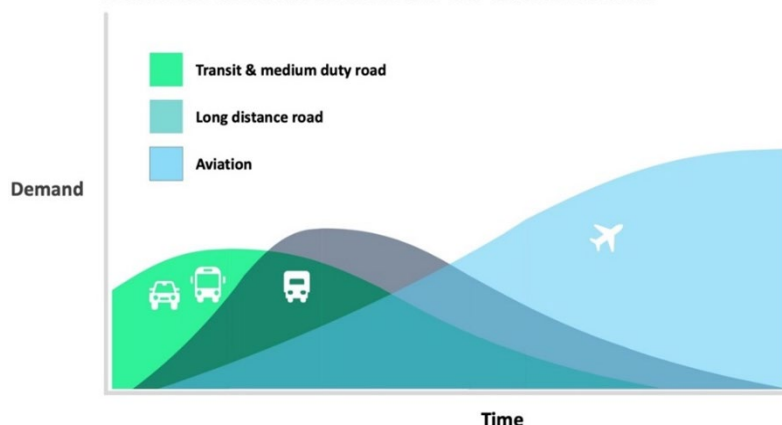 Transit & medium duty road
Long distance road
Aviation
Demand
Time